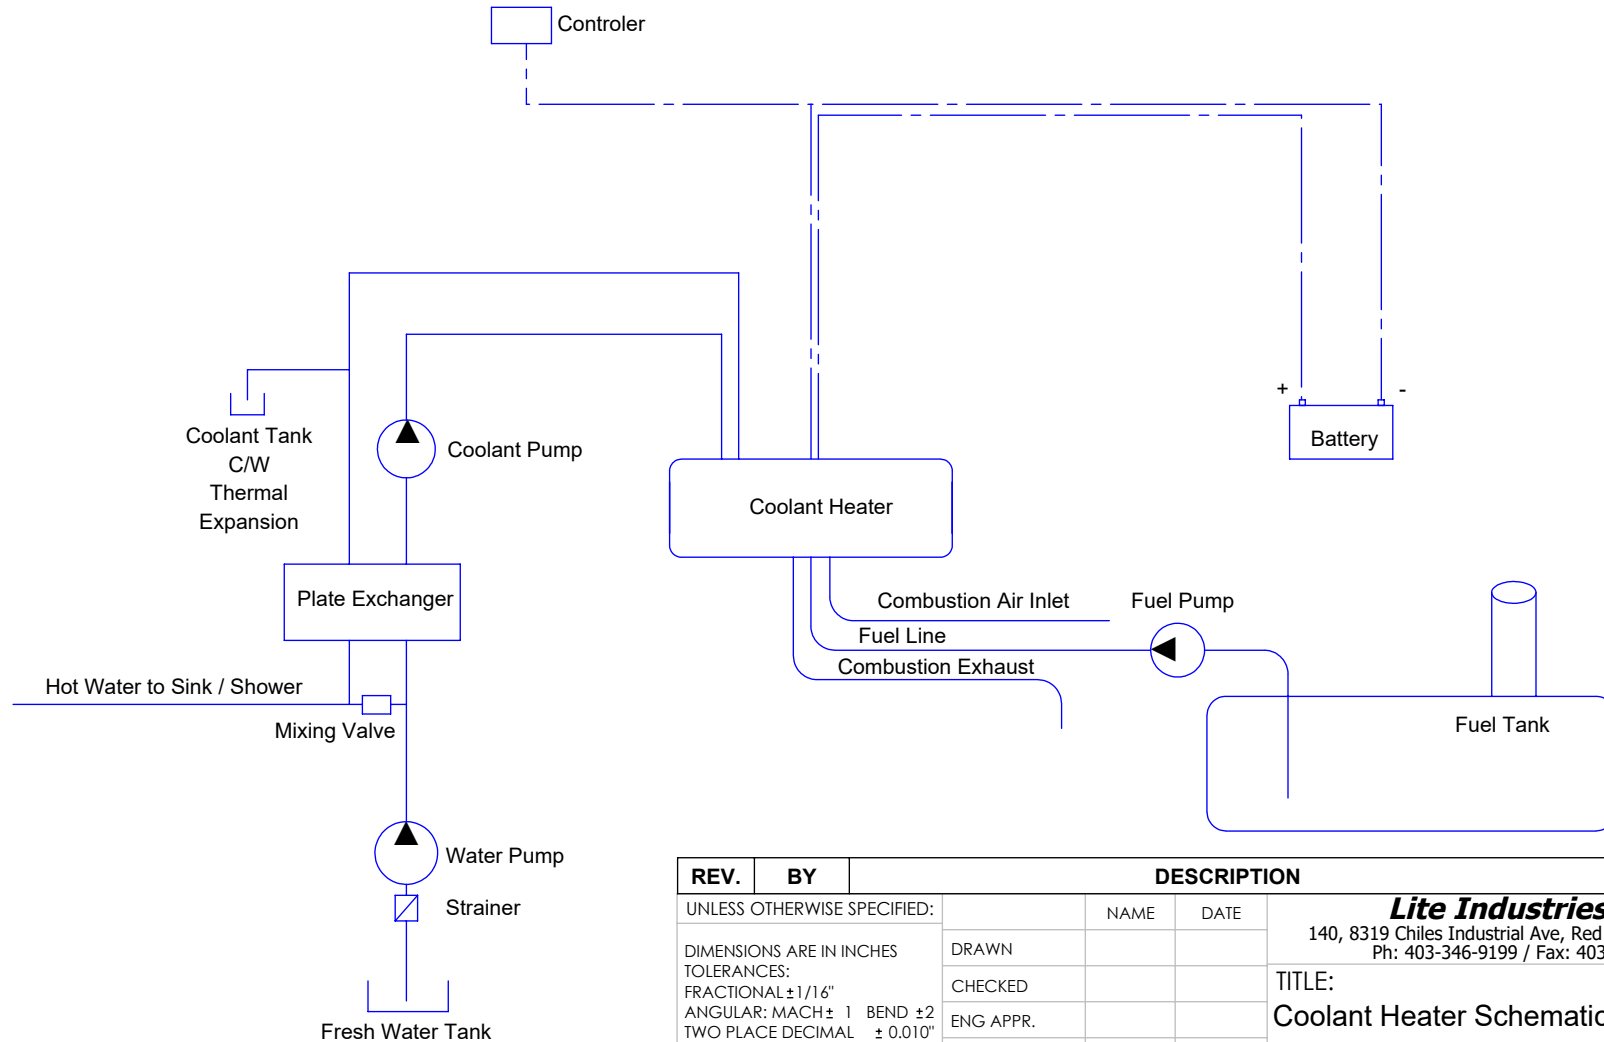 Controler
+ -
Battery
Coolant Tank
C/W
Thermal
Expansion
Coolant Pump
Coolant Heater
Plate Exchanger
Combustion Air Inlet
Fuel Pump
Fuel Line
Combustion Exhaust
Hot Water to Sink / Shower
Mixing Valve
Fuel Tank
Water Pump
Strainer
Fresh Water Tank
REV. BY DESCRIPTION
UNLESS OTHERWISE SPECIFIED:
DIMENSIONS ARE IN INCHES
TOLERANCES:
FRACTIONAL ±1/16"
ANGULAR: MACH± 1 BEND ±2
TWO PLACE DECIMAL ± 0.010"
NAME DATE
DRAWN
CHECKED
ENG APPR.
Lite Industries
140, 8319 Chiles Industrial Ave, Red
Ph: 403-346-9199 / Fax: 403
TITLE:
Coolant Heater Schematic